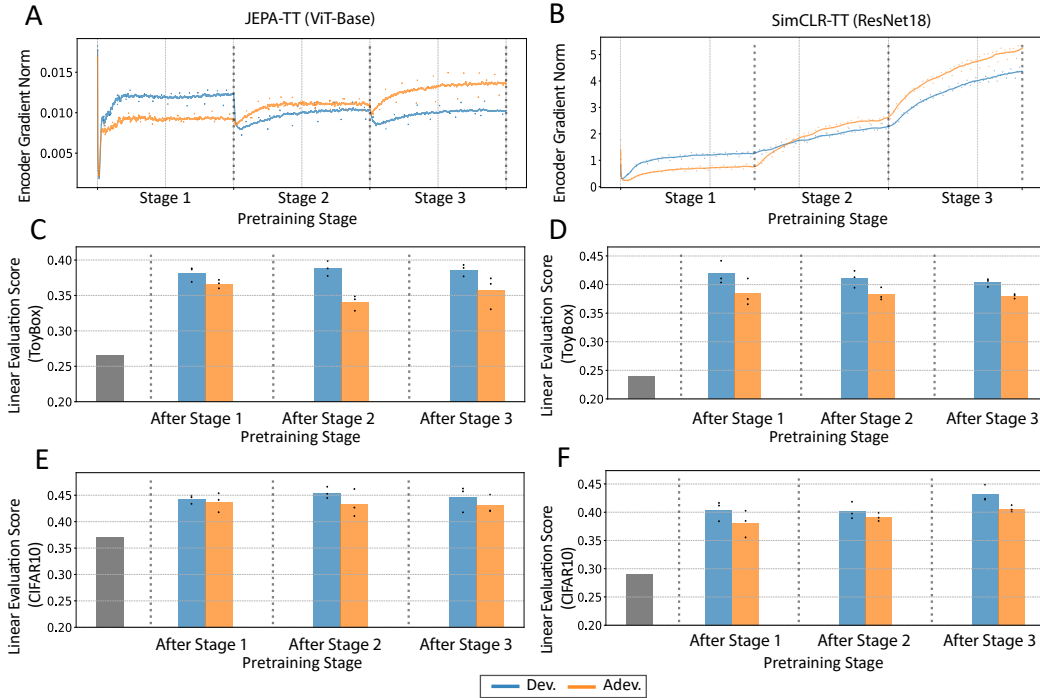 A
JEPA-TT (ViT-Base)
Encoder Gradient Norm
0.015
0.010
0.005
Stage 1
Stage 2
Stage 3
Pretraining Stage
B
SimCLR-TT (ResNet18)
Encoder Gradient Norm
5
4
3
2
1
0
Stage 1
Stage 2
Stage 3
Pretraining Stage
C
Linear Evaluation Score
(ToyBox)
0.40
0.35
0.30
0.25
0.20
After Stage 1
After Stage 2
After Stage 3
Pretraining Stage
D
Linear Evaluation Score
(ToyBox)
0.45
0.40
0.35
0.30
0.25
0.20
After Stage 1
After Stage 2
After Stage 3
Pretraining Stage
E
Linear Evaluation Score
(CIFAR10)
0.45
0.40
0.35
0.30
0.25
0.20
After Stage 1
After Stage 2
After Stage 3
Pretraining Stage
F
Linear Evaluation Score
(CIFAR10)
0.45
0.40
0.35
0.30
0.25
0.20
After Stage 1
After Stage 2
After Stage 3
Pretraining Stage
Dev.
Adev.